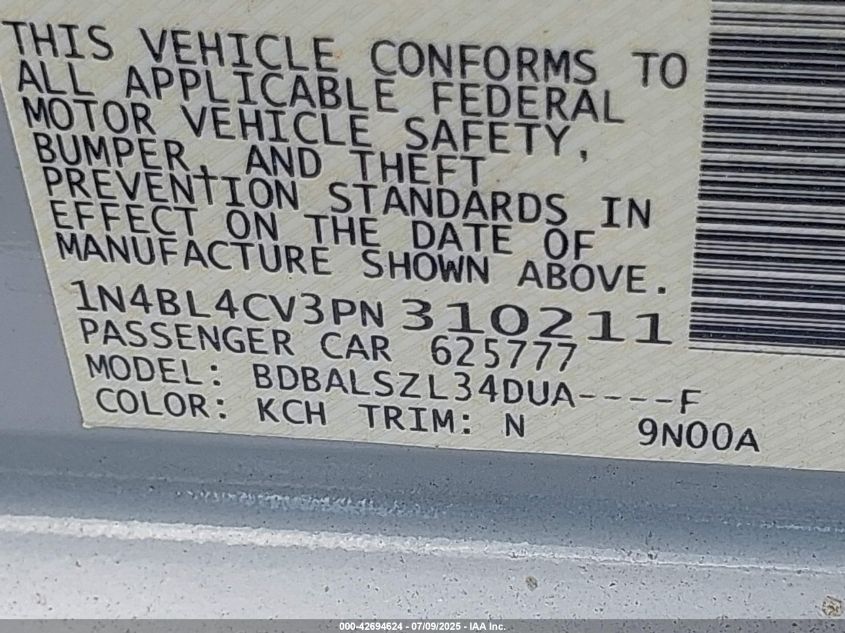 THIS VEHICLE CONFORMS TO
ALL APPLICABLE FEDERAL
MOTOR VEHICLE SAFETY,
BUMPER, AND THEFT
PREVENTION STANDARDS IN
EFFECT ON THE DATE OF
MANUFACTURE SHOWN ABOVE.
1N4BL4CV3PN310211
PASSENGER CAR 625777
MODEL: BDBALSZL34DUA----F
COLOR: KCH TRIM: N 9N00A
000-42694624 - 07/09/2025 - IAA Inc.